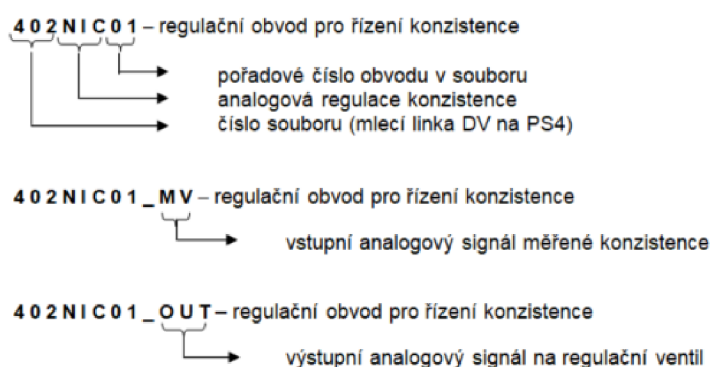 402NIC01 – regulační obvod pro řízení konzistence
pořadové číslo obvodu v souboru
analogová regulace konzistence
číslo souboru (mlecí linka DV na PS4)
402NIC01_MV – regulační obvod pro řízení konzistence
vstupní analogový signál měřené konzistence
402NIC01_OUT – regulační obvod pro řízení konzistence
výstupní analogový signál na regulační ventil